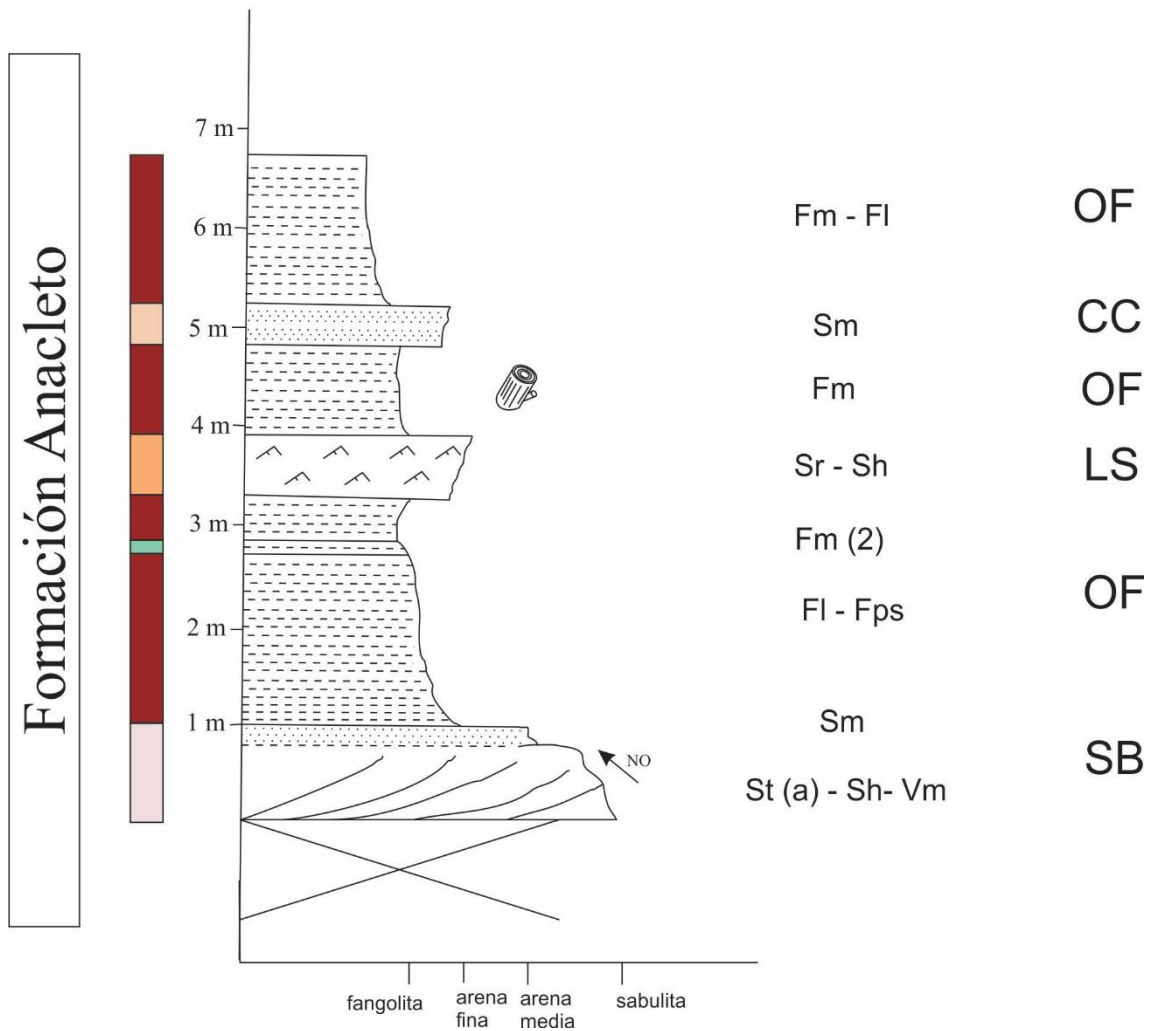 Formación Anacleto
7 m
6 m
5 m
4 m
3 m
2 m
1 m
Fm - Fl
OF
Sm
CC
Fm
OF
Sr - Sh
LS
Fm (2)
Fl - Fps
OF
Sm
SB
St (a) - Sh- Vm
NO
fangolita
arena
fina
arena
media
sabulita